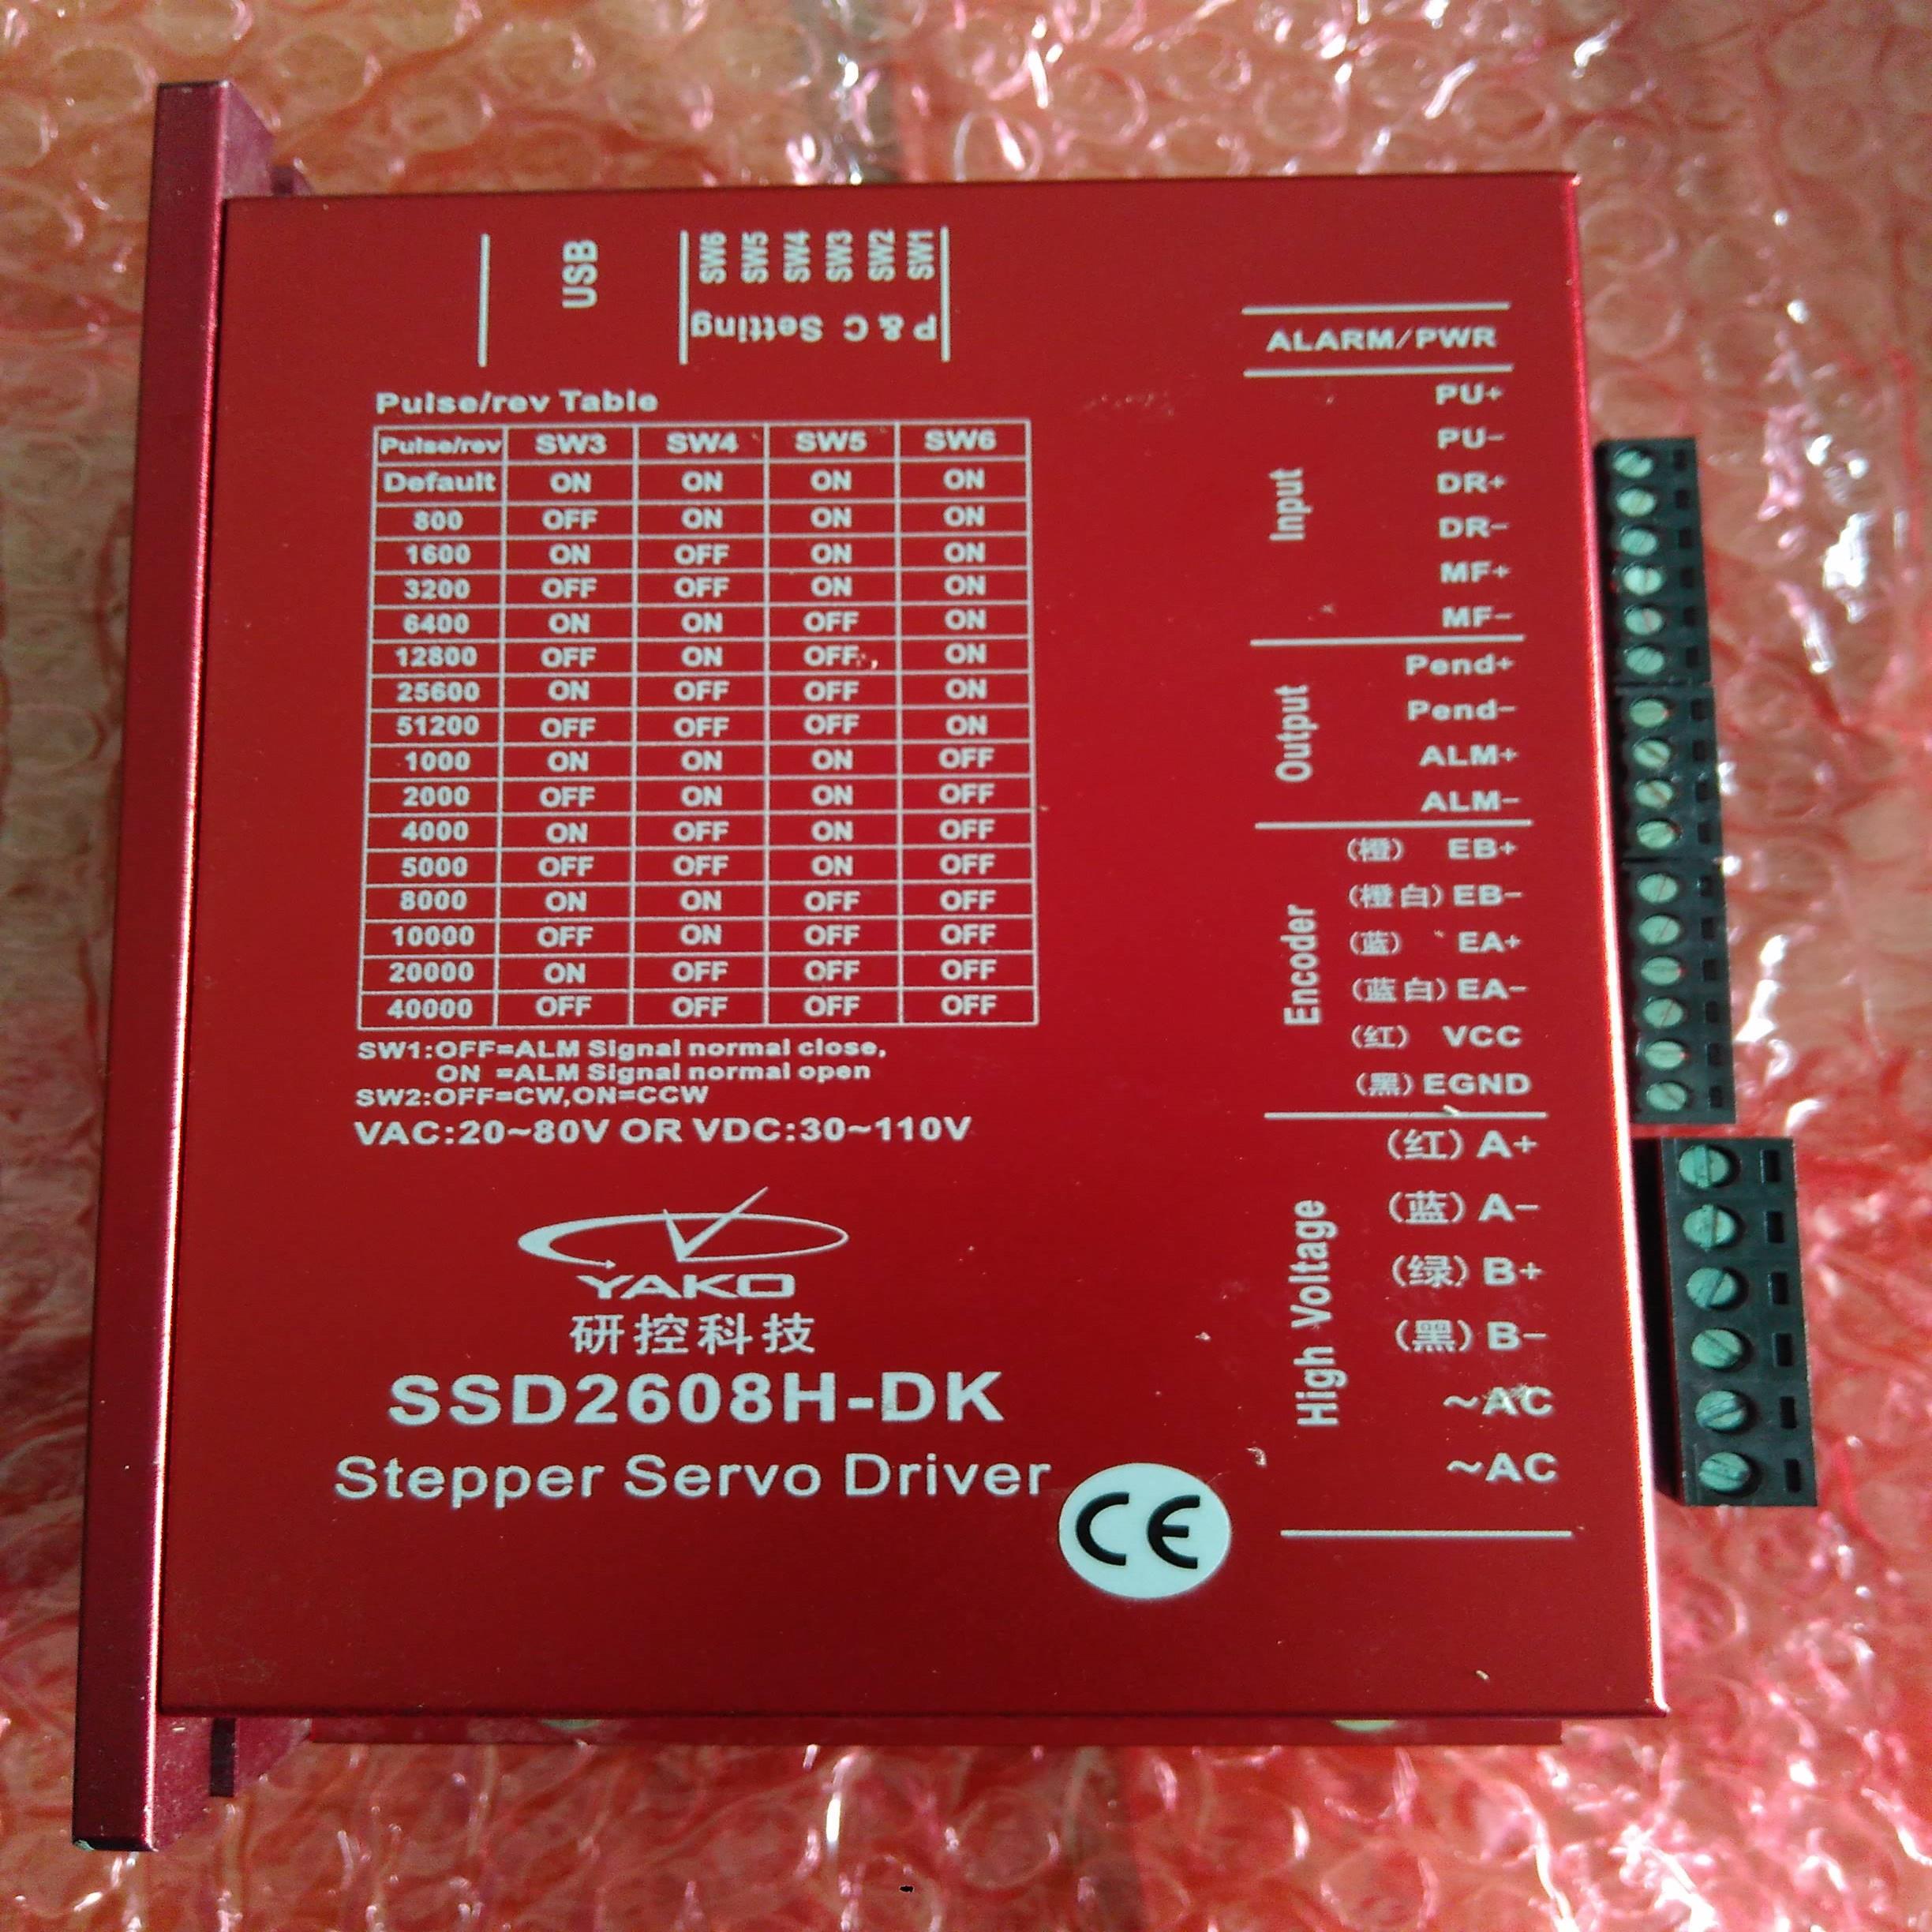 USB
SW6
SW5
SW4
SW3
SW2
SW1
P & C Setting
Pulse/rev Table
Pulse/rev SW3 SW4 SW5 SW6
Default ON ON ON ON
800 OFF ON ON ON
1600 ON OFF ON ON
3200 OFF OFF ON ON
6400 ON ON OFF ON
12800 OFF ON OFF ON
25600 ON OFF OFF ON
51200 OFF OFF OFF ON
1000 ON ON ON OFF
2000 OFF ON ON OFF
4000 ON OFF ON OFF
5000 OFF OFF ON OFF
8000 ON ON OFF OFF
10000 OFF ON OFF OFF
20000 ON OFF OFF OFF
40000 OFF OFF OFF OFF
SW1:OFF=ALM Signal normal close,
ON =ALM Signal normal open
SW2:OFF=CW,ON=CCW
VAC:20~80V OR VDC:30~110V
YAKO
研控科技
SSD2608H-DK
Stepper Servo Driver
CE
ALARM/PWR
Input
PU+
PU-
DR+
DR-
MF+
MF-
Output
Pend+
Pend-
ALM+
ALM-
Encoder
(橙) EB+
(橙白) EB-
(蓝) EA+
(蓝白) EA-
(红) VCC
(黑) EGND
High Voltage
(红) A+
(蓝) A-
(绿) B+
(黑) B-
~AC
~AC